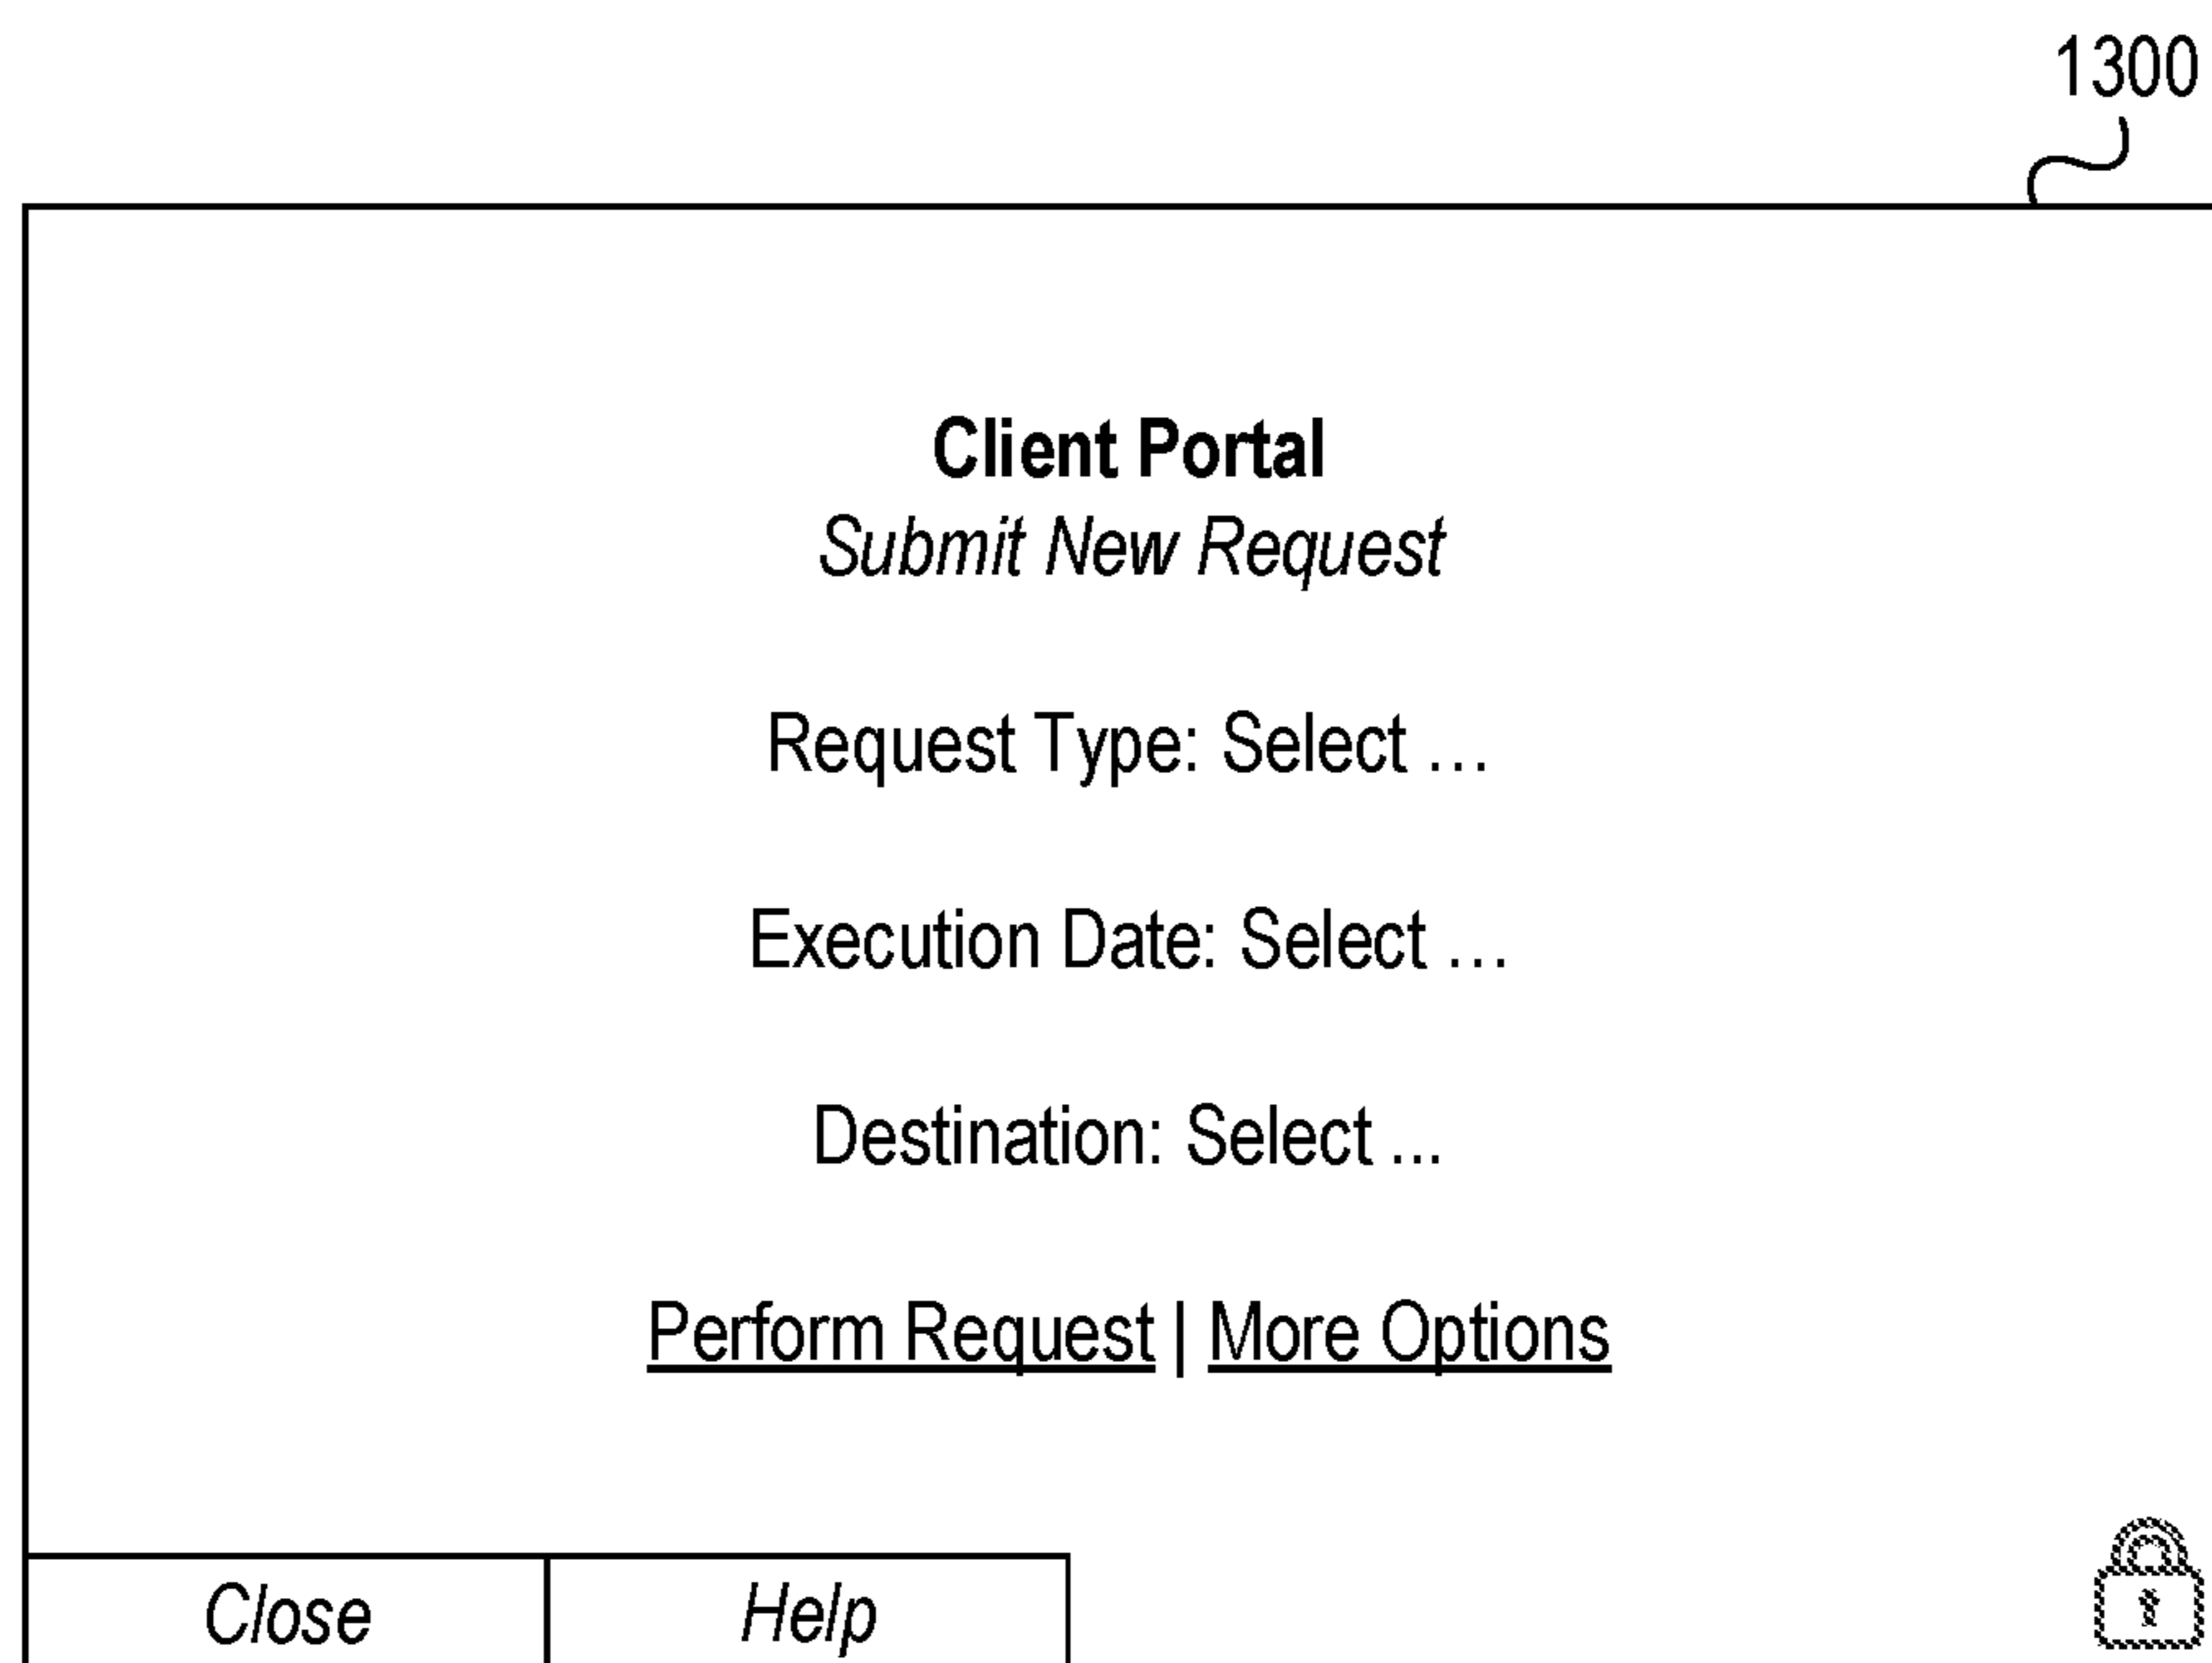 1300
Client Portal
Submit New Request
Request Type: Select ...
Execution Date: Select ...
Destination: Select ...
Perform Request | More Options
Close Help